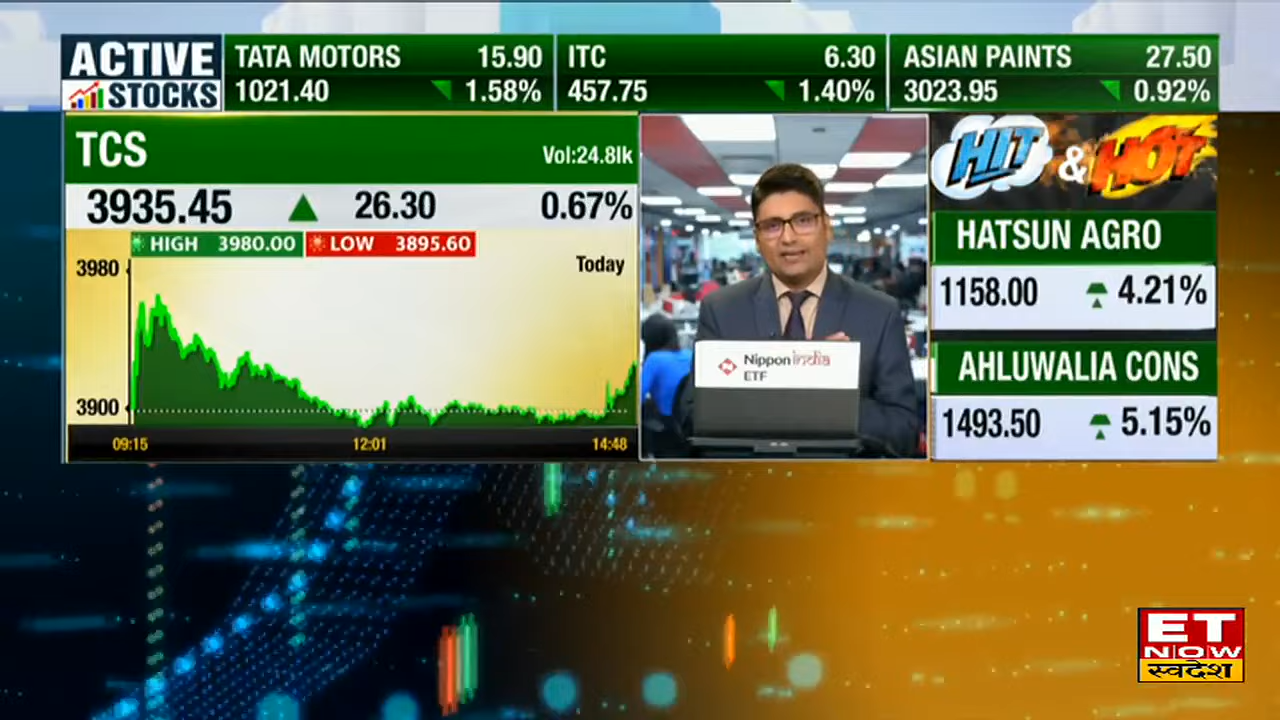 ACTIVE
STOCKS
TATA MOTORS 15.90
1021.40 1.58%
ITC 6.30
457.75 1.40%
ASIAN PAINTS 27.50
3023.95 0.92%
TCS
Vol:24.8lk
3935.45 26.30 0.67%
HIGH 3980.00 LOW 3895.60
3980
Today
3900
09:15 12:01 14:48
Nippon india
ETF
HIT & HOT
HATSUN AGRO
1158.00 4.21%
AHLUWALIA CONS
1493.50 5.15%
ET
NOW
स्वदेश